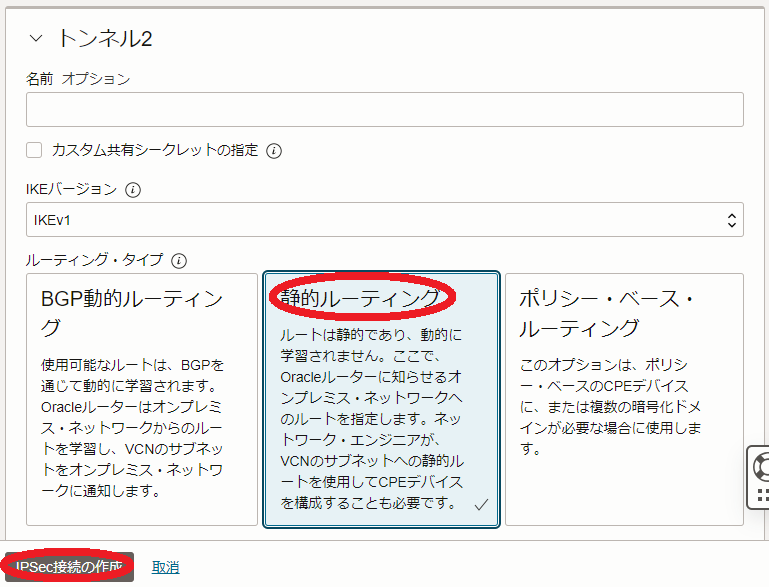 トンネル2
名前 オプション
カスタム共有シークレットの指定
IKEバージョン
IKEv1
ルーティング・タイプ
BGP動的ルーティン
グ
使用可能なルートは、BGPを
通じて動的に学習されます。
Oracleルーターはオンプレミ
ス・ネットワークからのルー
トを学習し、VCNのサブネッ
トをオンプレミス・ネットワ
ークに通知します。
静的ルーティング
ルートは静的であり、動的に
学習されません。ここで、
Oracleルーターに知らせるオ
ンプレミス・ネットワークへ
のルートを指定します。ネッ
トワーク・エンジニアが、
VCNのサブネットへの静的ル
ートを使用してCPEデバイス
を構成することも必要です。
ポリシー・ベース・
ルーティング
このオプションは、ポリシ
ー・ベースのCPEデバイス
に、または複数の暗号化ドメ
インが必要な場合に使用しま
す。
IPSec接続の作成
取消